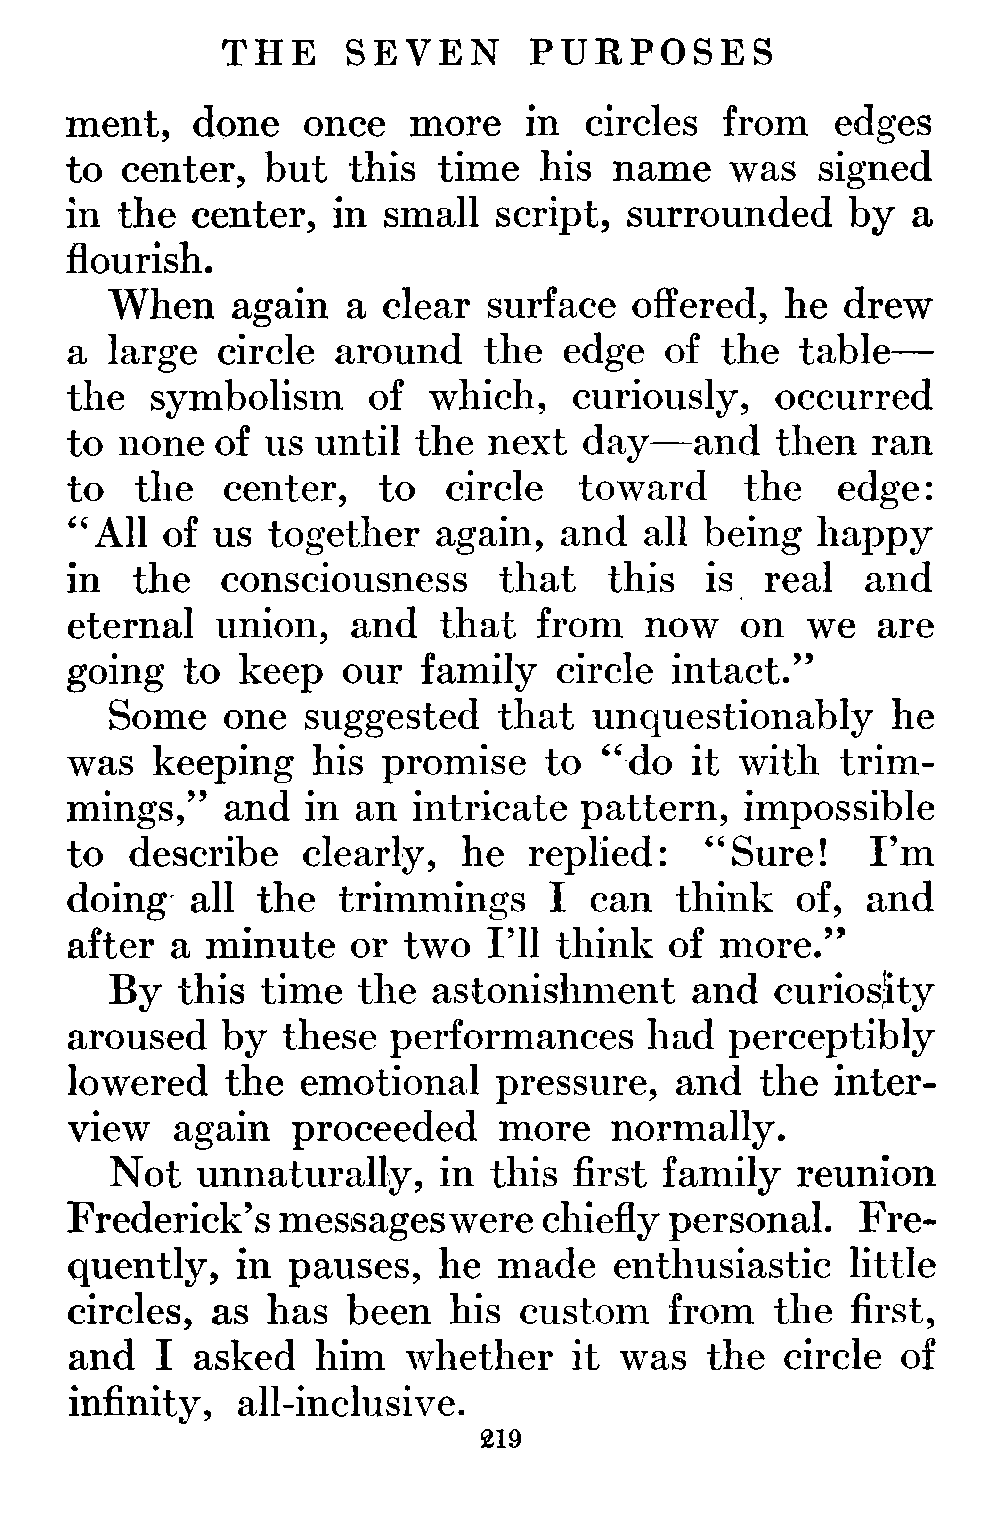 THE SEVEN PURPOSES
ment, done once more in circles from edges
to center, but this time his name was signed
in the center, in small script, surrounded by a
flourish.
When again a clear surface offered, he drew
a large circle around the edge of the table—
the symbolism of which, curiously, occurred
to none of us until the next day—and then ran
to the center, to circle toward the edge:
“All of us together again, and all being happy
in the consciousness that this is real and
eternal union, and that from now on we are
going to keep our family circle intact.”
Some one suggested that unquestionably he
was keeping his promise to “do it with trim-
mings,” and in an intricate pattern, impossible
to describe clearly, he replied: “Sure! I’m
doing all the trimmings I can think of, and
after a minute or two I’ll think of more.”
By this time the astonishment and curiosity
aroused by these performances had perceptibly
lowered the emotional pressure, and the inter-
view again proceeded more normally.
Not unnaturally, in this first family reunion
Frederick’s messages were chiefly personal. Fre-
quently, in pauses, he made enthusiastic little
circles, as has been his custom from the first,
and I asked him whether it was the circle of
infinity, all-inclusive.
219